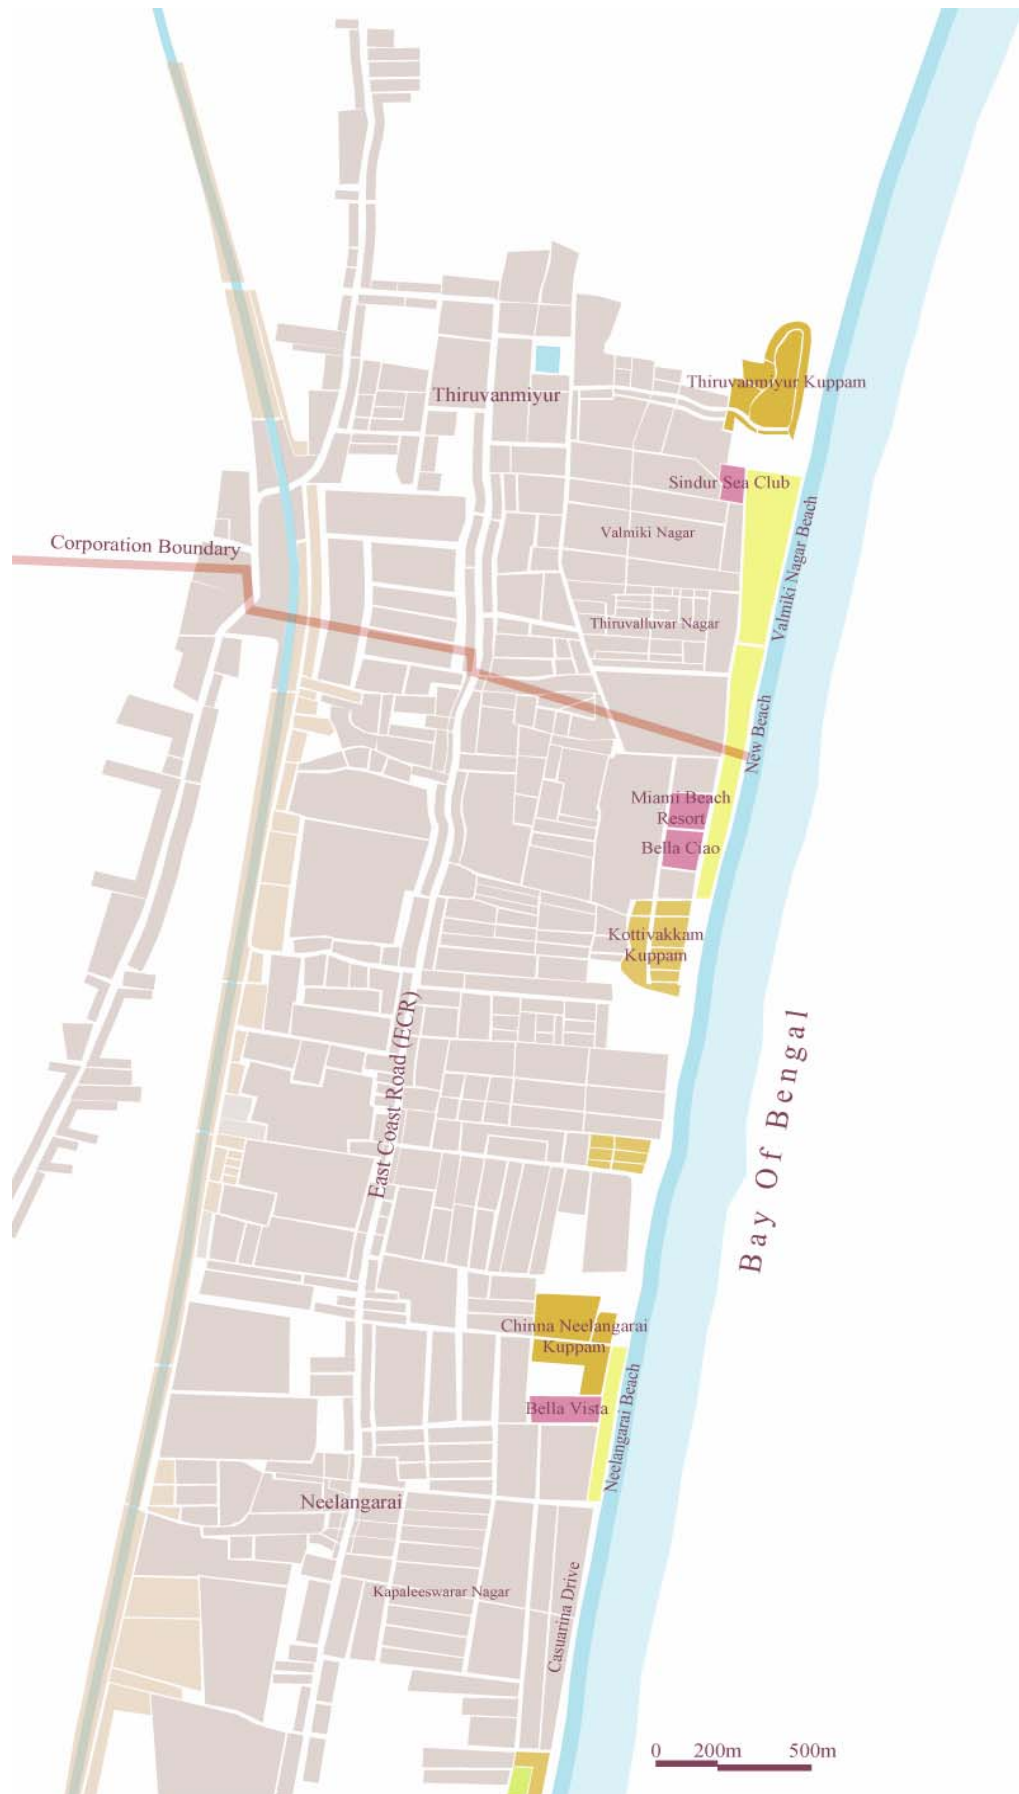 Thiruvanmiyur Kuppam
Thiruvanmiyur
Sindur Sea Club
Valmiki Nagar Beach
Valmiki Nagar
Corporation Boundary
Thiruvalluvar Nagar
New Beach
Miami Beach
Resort
Bella Ciao
Kottivakkam
Kuppam
East Coast Road (ECR)
Bay Of Bengal
Chinna Neelangarai
Kuppam
Neelangarai Beach
Bella Vista
Neelangarai
Kapaleeswarar Nagar
Casuarina Drive
0 200m 500m